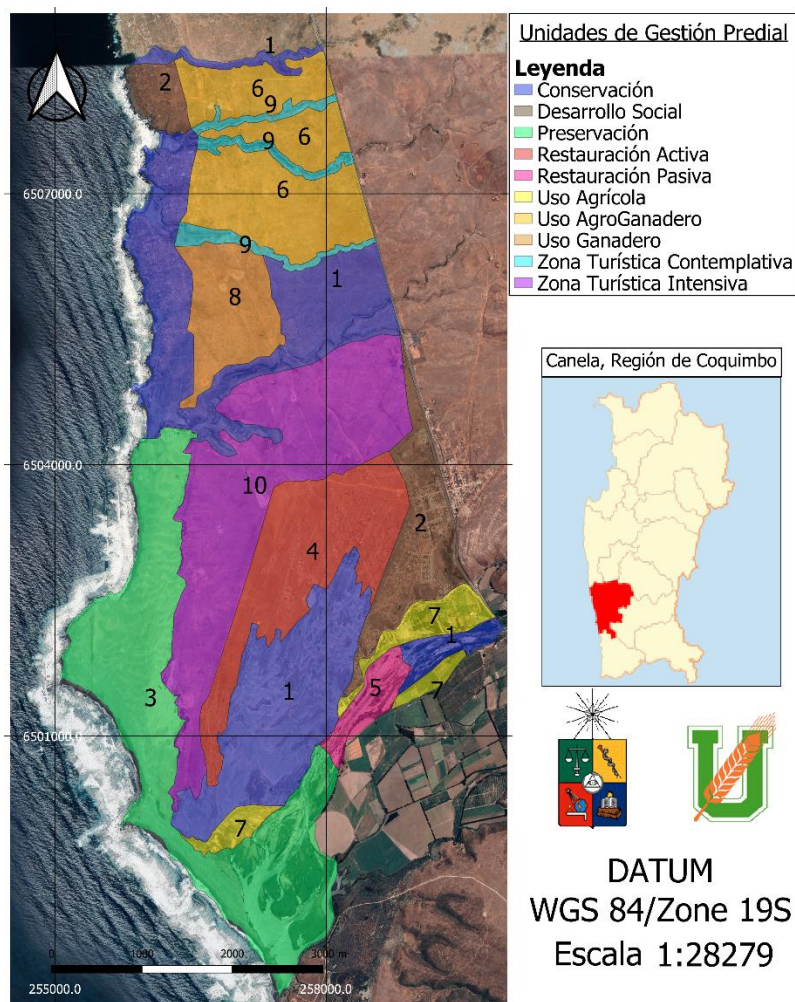 Unidades de Gestión Predial
Leyenda
Conservación
Desarrollo Social
Preservación
Restauración Activa
Restauración Pasiva
Uso Agrícola
Uso AgroGanadero
Uso Ganadero
Zona Turística Contemplativa
Zona Turística Intensiva
1
2
6
9
6
9
6507000.0
6
9
1
8
Canela, Región de Coquimbo
6504000.0
10
2
4
7
1
3
1
5
7
6501000.0
7
DATUM
WGS 84/Zone 19S
Escala 1:28279
0 1000 2000 3000 m
255000.0 258000.0